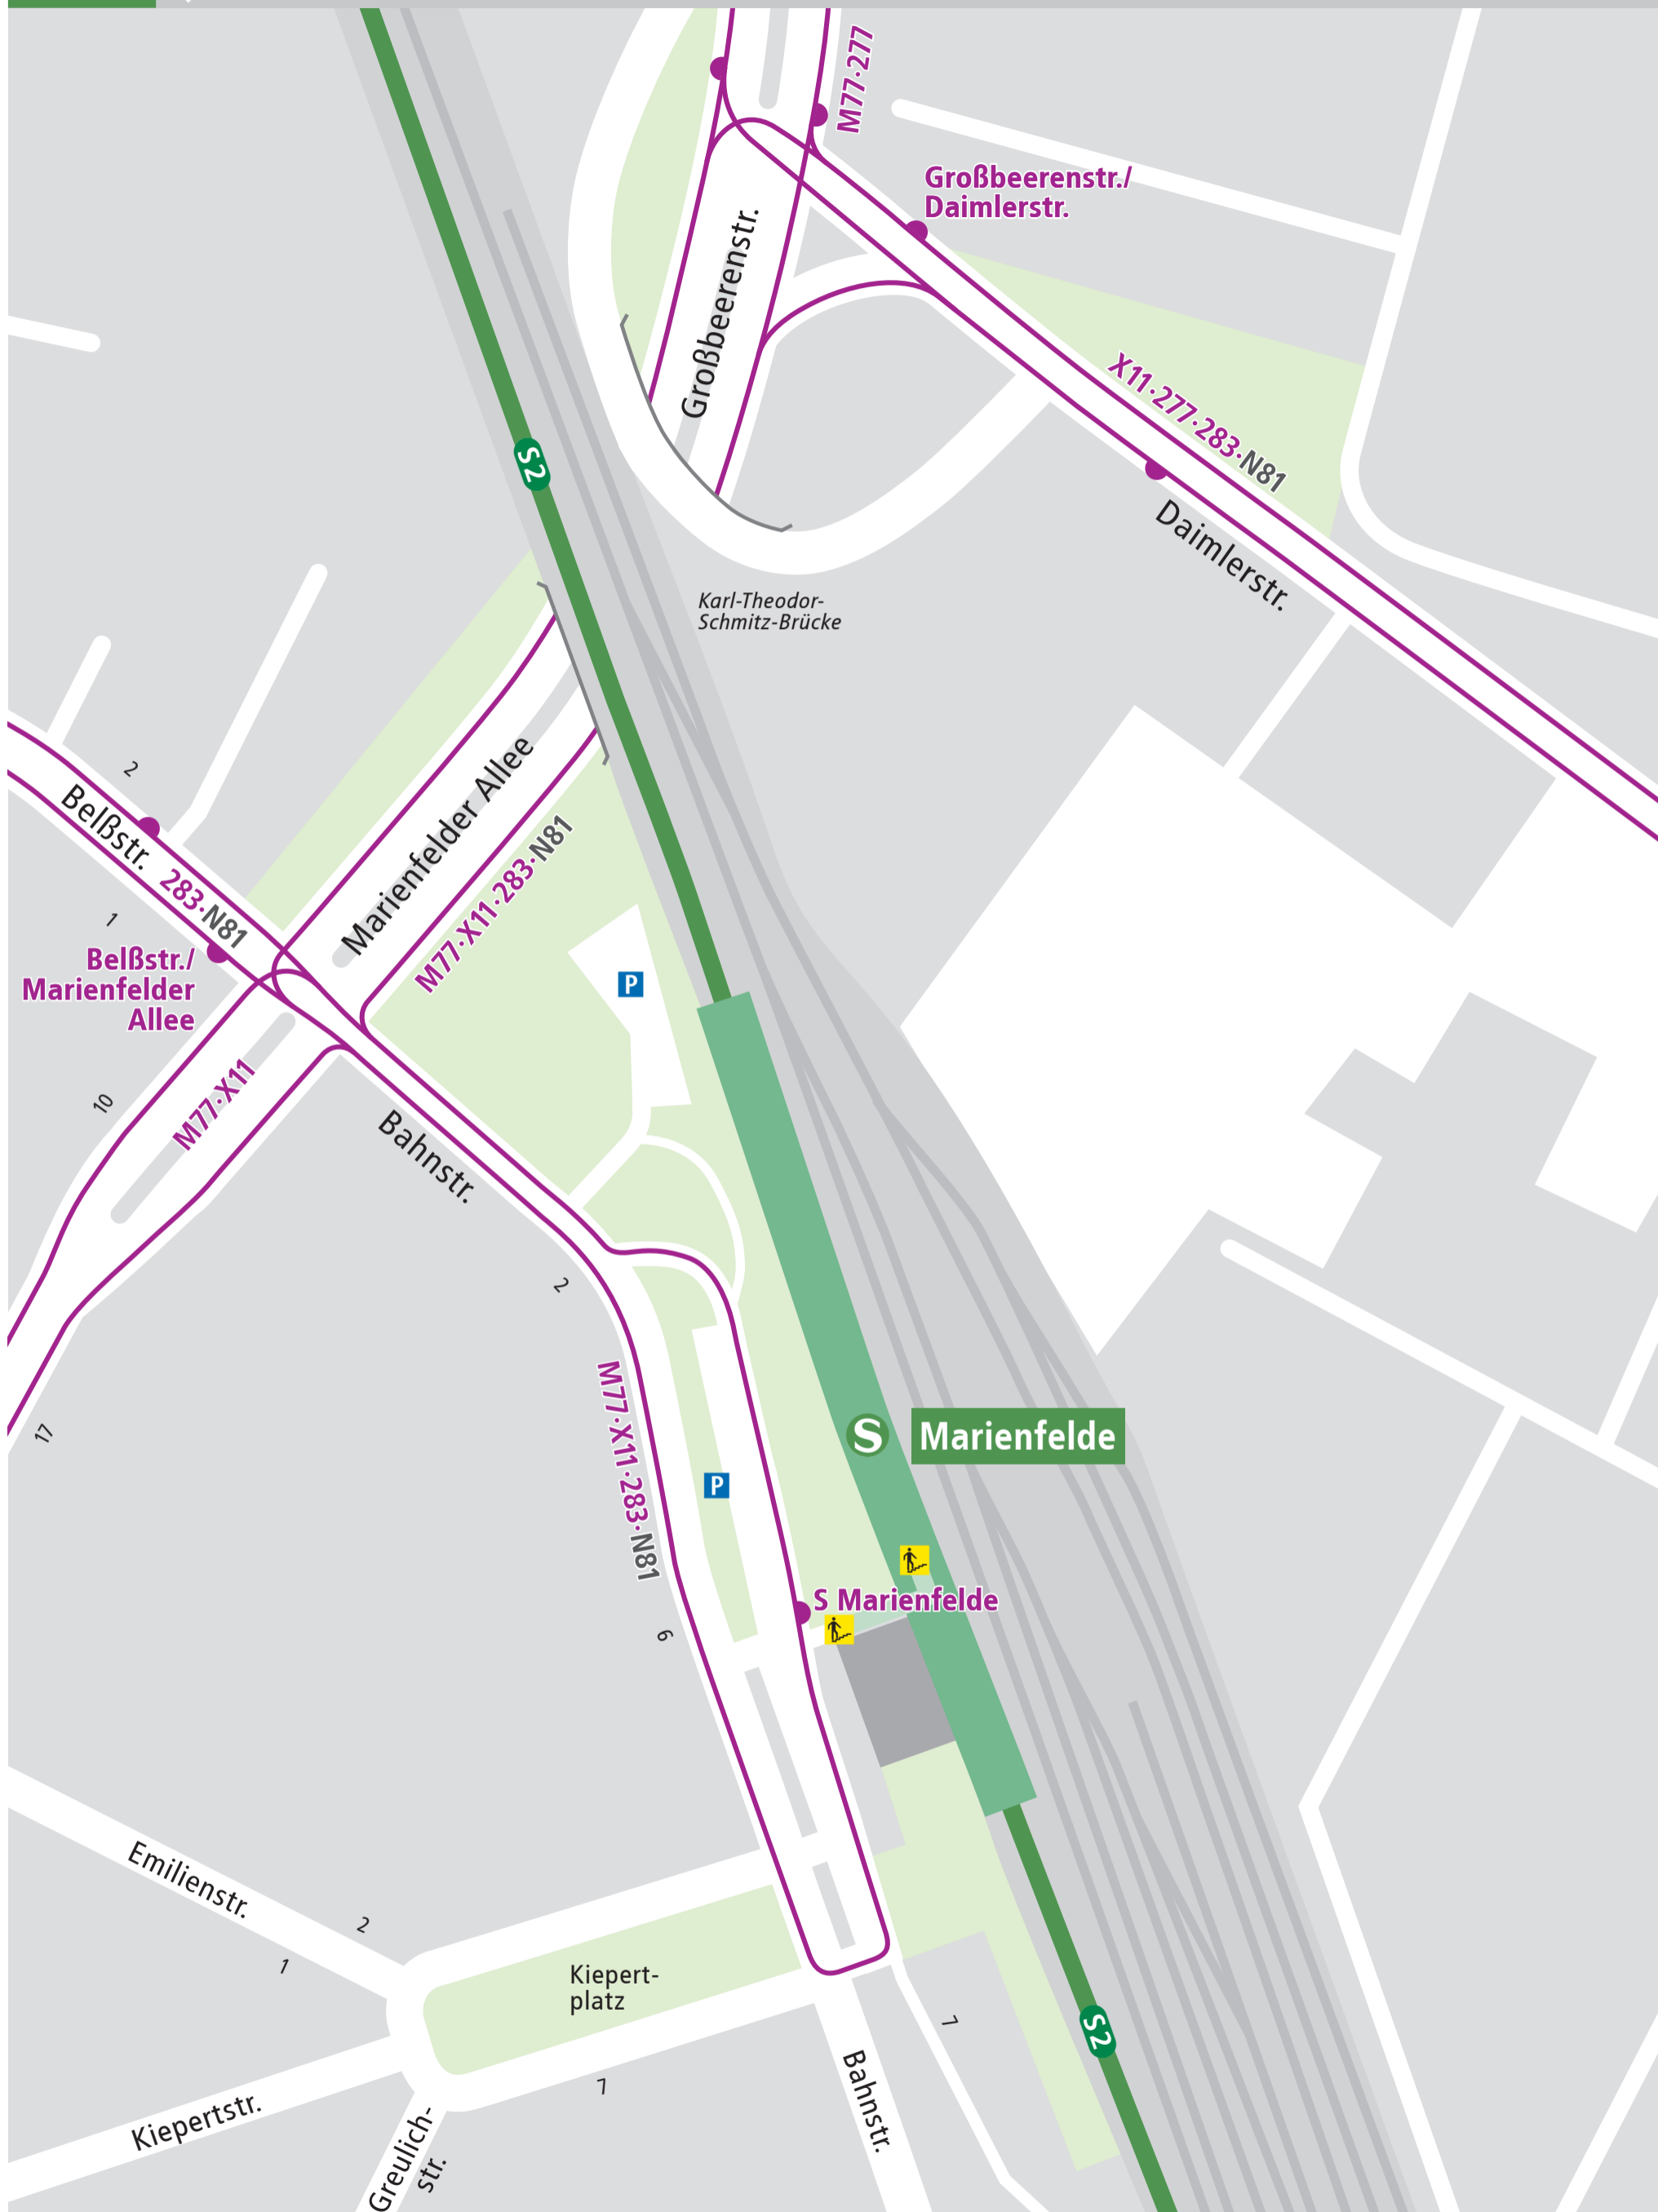 M77·277
Großbeerenstr./
Daimlerstr.
Großbeerenstr.
X11·277·283·N81
S2
Daimlerstr.
Karl-Theodor-
Schmitz-Brücke
2
Belßstr.
283·N81
Marienfelder Allee
M77·X11·283·N81
1
Belßstr./
Marienfelder
Allee
P
10
M77·X11
Bahnstr.
2
M77·X11·283·N81
17
S
Marienfelde
P
S Marienfelde
6
Emilienstr.
2
1
Kiepert-
platz
7
S2
Bahnstr.
7
Kiepertstr.
Greulich-
str.